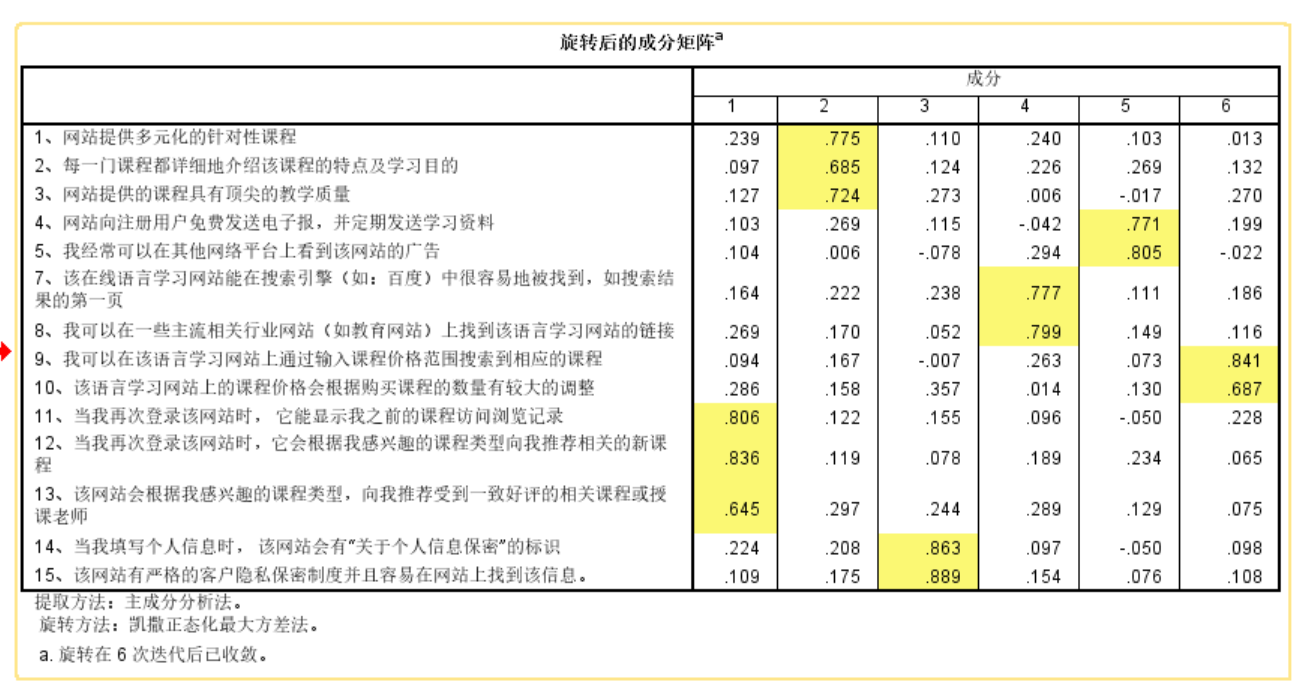 旋转后的成分矩阵a
成分
1 2 3 4 5 6
1、网站提供多元化的针对性课程 .239 .775 .110 .240 .103 .013
2、每一门课程都详细地介绍该课程的特点及学习目的 .097 .685 .124 .226 .269 .132
3、网站提供的课程具有顶尖的教学质量 .127 .724 .273 .006 -.017 .270
4、网站向注册用户免费发送电子报，并定期发送学习资料 .103 .269 .115 -.042 .771 .199
5、我经常可以在其他网络平台上看到该网站的广告 .104 .006 -.078 .294 .805 -.022
7、该在线语言学习网站能在搜索引擎（如：百度）中很容易地被找到，如搜索结
果的第一页 .164 .222 .238 .777 .111 .186
8、我可以在一些主流相关行业网站（如教育网站）上找到该语言学习网站的链接 .269 .170 .052 .799 .149 .116
9、我可以在该语言学习网站上通过输入课程价格范围搜索到相应的课程 .094 .167 -.007 .263 .073 .841
10、该语言学习网站上的课程价格会根据购买课程的数量有较大的调整 .286 .158 .357 .014 .130 .687
11、当我再次登录该网站时， 它能显示我之前的课程访问浏览记录 .806 .122 .155 .096 -.050 .228
12、当我再次登录该网站时，它会根据我感兴趣的课程类型向我推荐相关的新课
程 .836 .119 .078 .189 .234 .065
13、该网站会根据我感兴趣的课程类型，向我推荐受到一致好评的相关课程或授
课老师 .645 .297 .244 .289 .129 .075
14、当我填写个人信息时， 该网站会有“关于个人信息保密”的标识 .224 .208 .863 .097 -.050 .098
15、该网站有严格的客户隐私保密制度并且容易在网站上找到该信息。 .109 .175 .889 .154 .076 .108
提取方法：主成分分析法。
旋转方法：凯撒正态化最大方差法。
a. 旋转在 6 次迭代后已收敛。